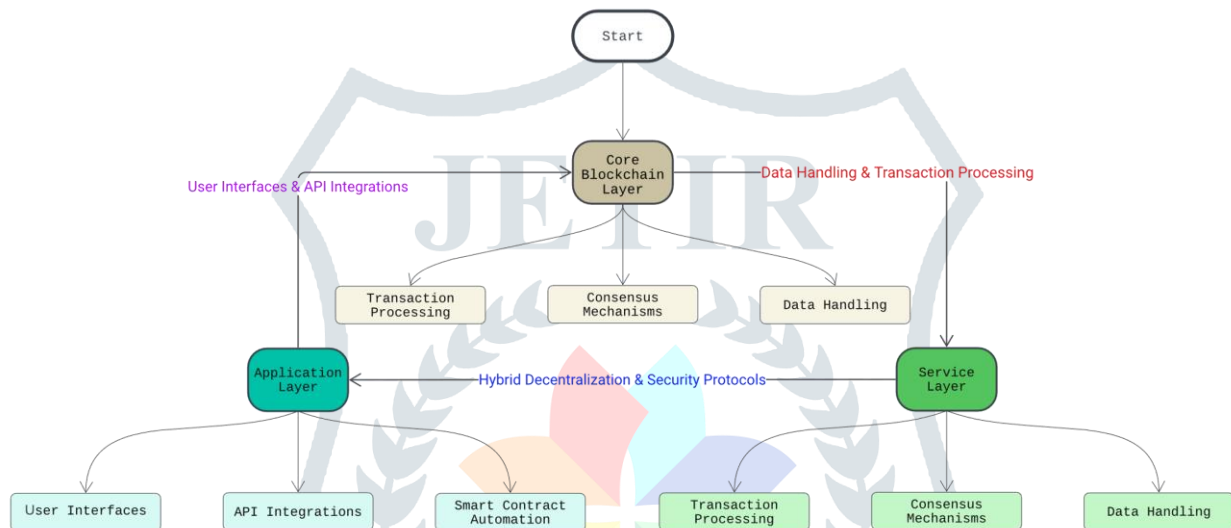 Start
JETIR
Core
Blockchain
Layer
User Interfaces & API Integrations
Data Handling & Transaction Processing
Transaction
Processing
Consensus
Mechanisms
Data Handling
Application
Layer
Hybrid Decentralization & Security Protocols
Service
Layer
User Interfaces
API Integrations
Smart Contract
Automation
Transaction
Processing
Consensus
Mechanisms
Data Handling